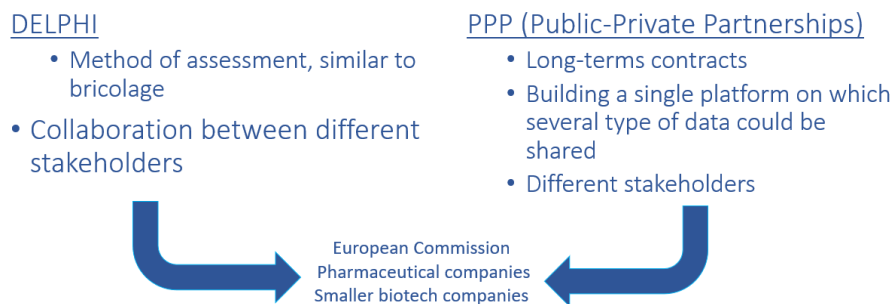 DELPHI
• Method of assessment, similar to
bricolage
• Collaboration between different
stakeholders
PPP (Public-Private Partnerships)
• Long-terms contracts
• Building a single platform on which
several type of data could be
shared
• Different stakeholders
European Commission
Pharmaceutical companies
Smaller biotech companies